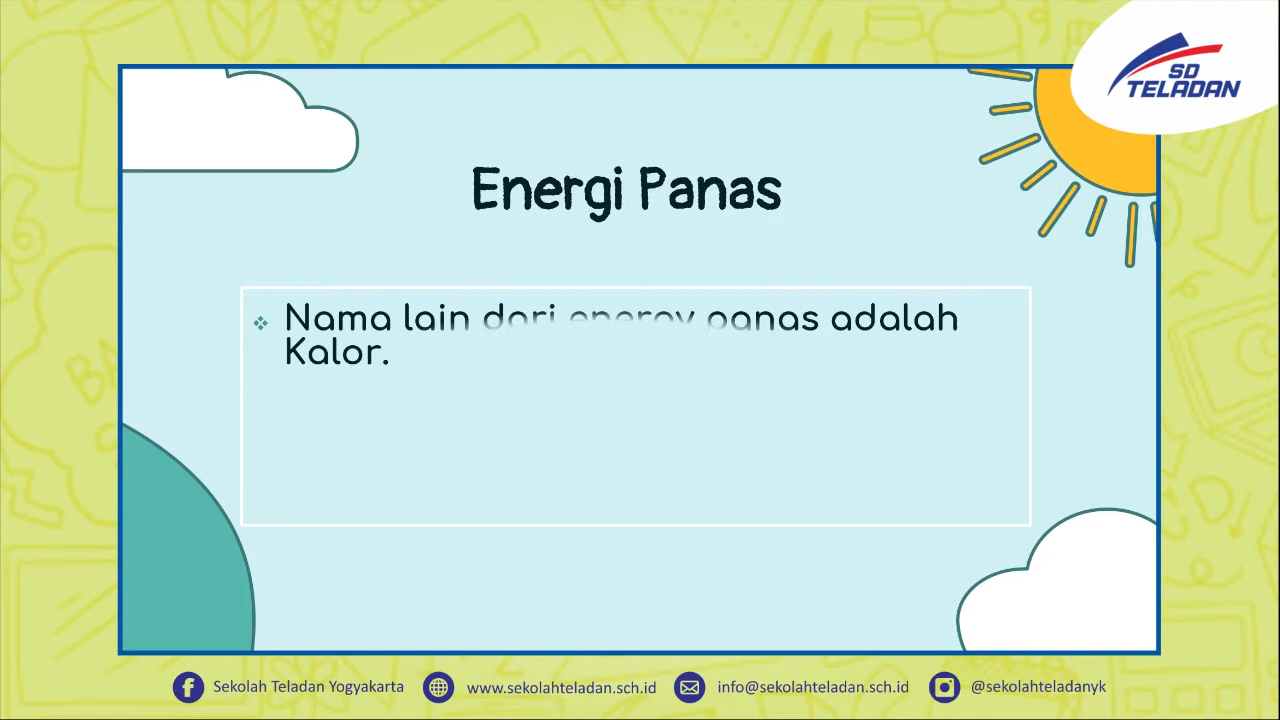 SD
TELADAN
Energi Panas
Nama lain dari energy panas adalah
Kalor.
Sekolah Teladan Yogyakarta
www.sekolahteladan.sch.id
info@sekolahteladan.sch.id
@sekolahteladanyk